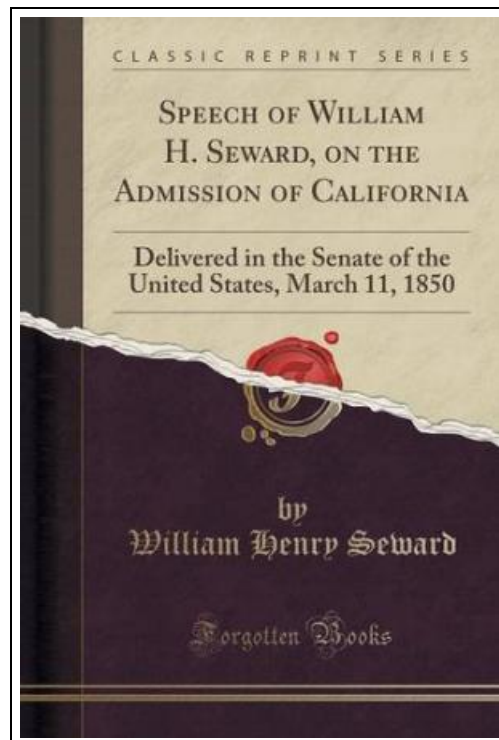 CLASSIC REPRINT SERIES
SPEECH OF WILLIAM
H. SEWARD, ON THE
ADMISSION OF CALIFORNIA
Delivered in the Senate of the
United States, March 11, 1850
F
by
William Henry Seward
Forgotten Books